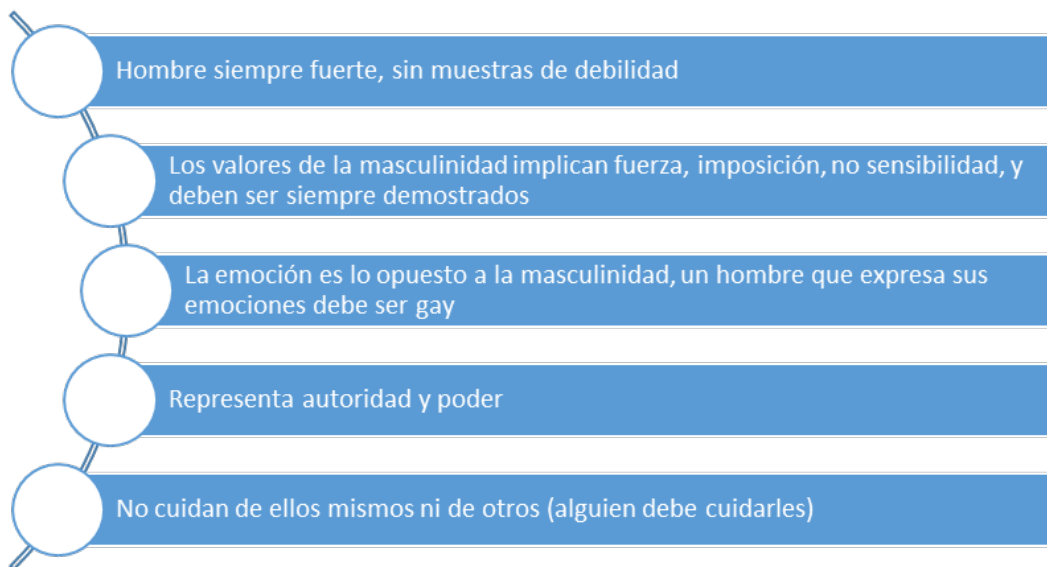 Hombre siempre fuerte, sin muestras de debilidad
Los valores de la masculinidad implican fuerza, imposición, no sensibilidad, y
deben ser siempre demostrados
La emoción es lo opuesto a la masculinidad, un hombre que expresa sus
emociones debe ser gay
Representa autoridad y poder
No cuidan de ellos mismos ni de otros (alguien debe cuidarles)